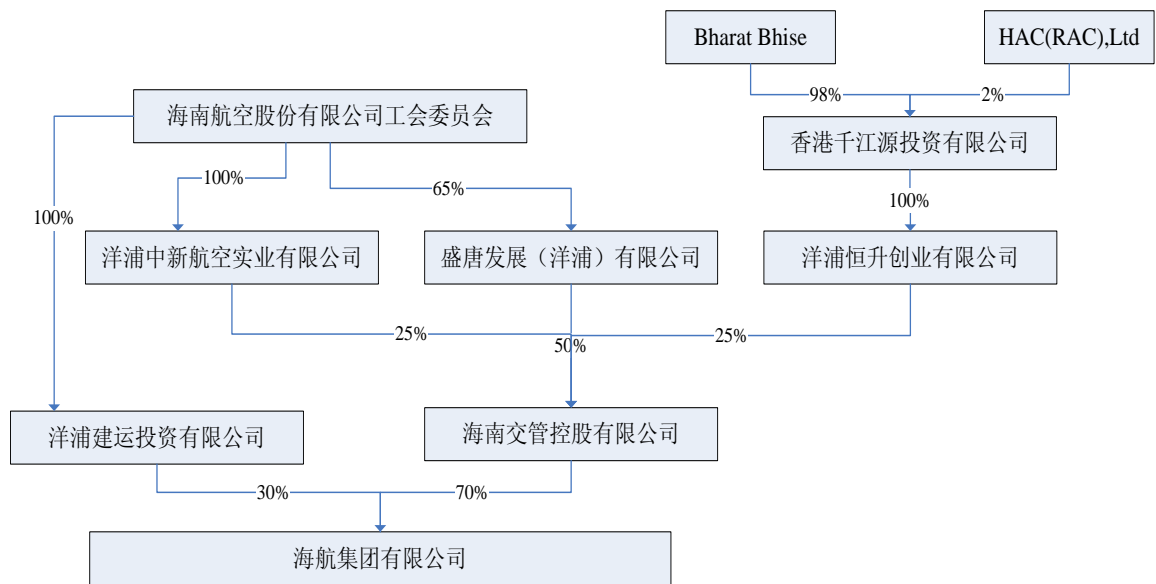 Bharat Bhise
HAC(RAC),Ltd
98%
2%
海南航空股份有限公司工会委员会
香港千江源投资有限公司
100%
65%
100%
100%
洋浦中新航空实业有限公司
盛唐发展（洋浦）有限公司
洋浦恒升创业有限公司
25%
50%
25%
洋浦建运投资有限公司
海南交管控股有限公司
30%
70%
海航集团有限公司